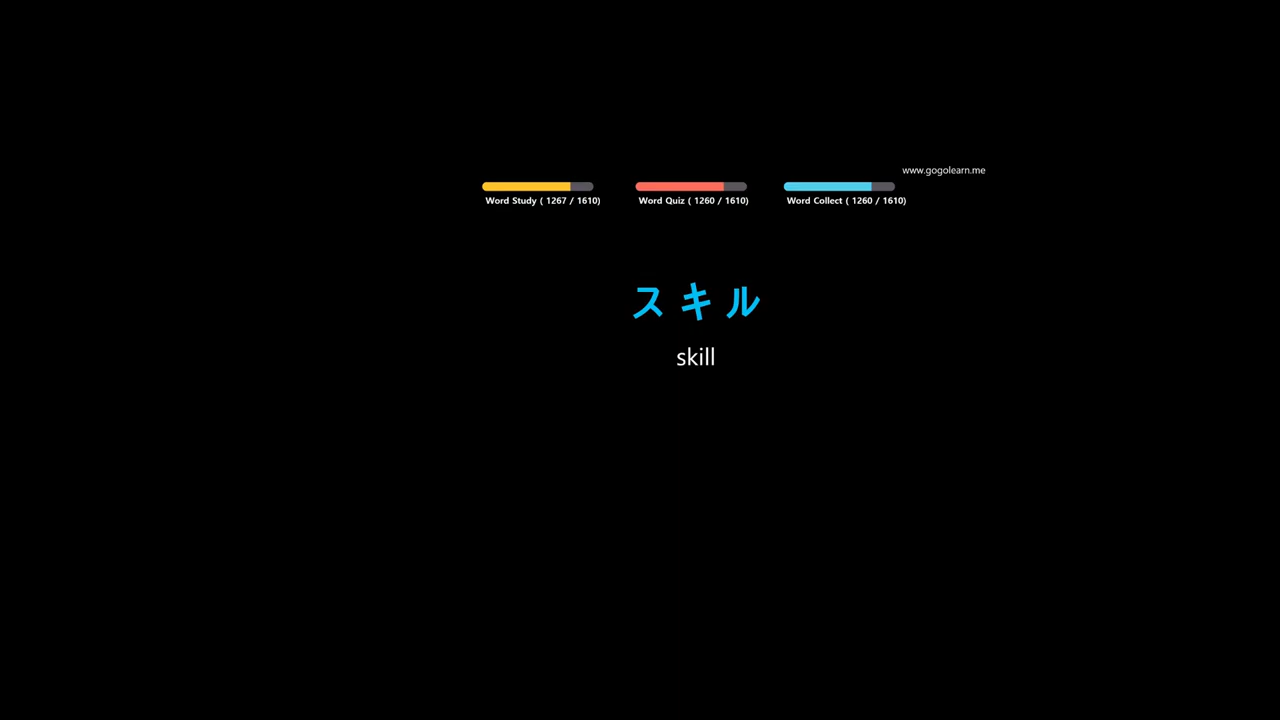 www.gogolearn.me
Word Study ( 1267 / 1610)
Word Quiz ( 1260 / 1610)
Word Collect ( 1260 / 1610)
スキル
skill